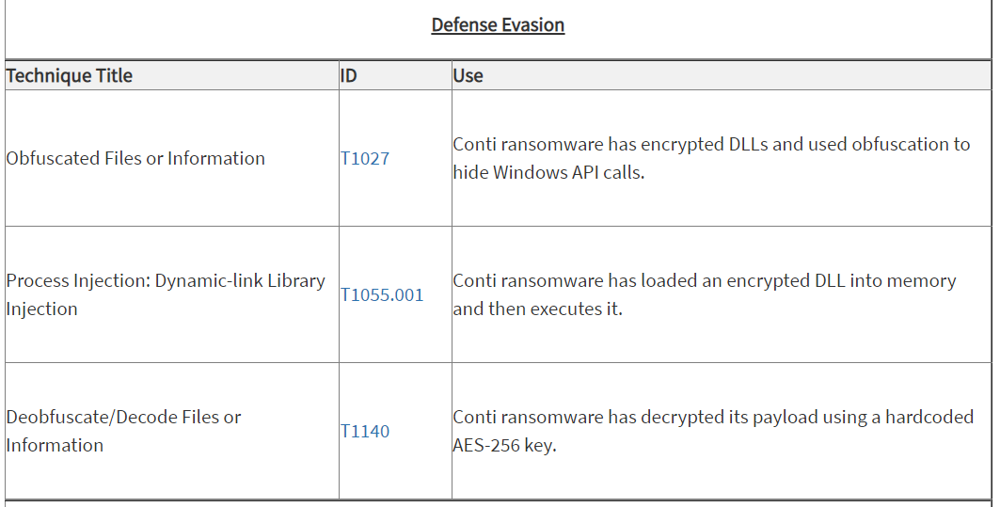 Defense Evasion
Technique Title ID Use
Obfuscated Files or Information T1027 Conti ransomware has encrypted DLLs and used obfuscation to
hide Windows API calls.
Process Injection: Dynamic-link Library
Injection T1055.001 Conti ransomware has loaded an encrypted DLL into memory
and then executes it.
Deobfuscate/Decode Files or
Information T1140 Conti ransomware has decrypted its payload using a hardcoded
AES-256 key.